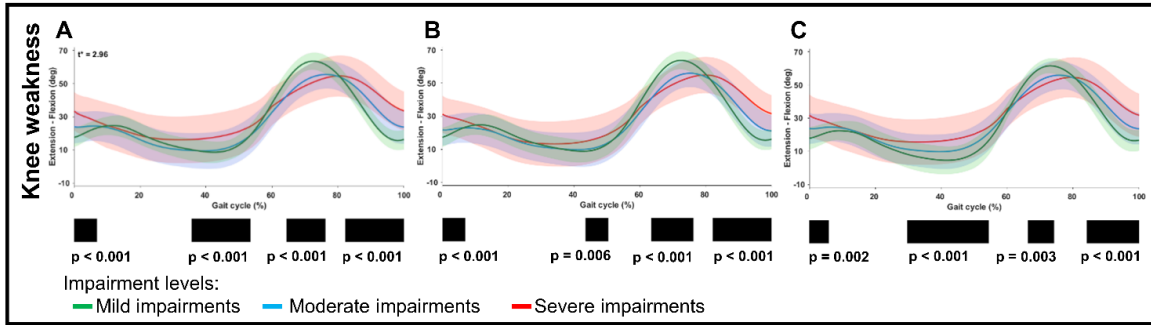 Knee weakness
A
t* = 2.96
Extension - Flexion (deg)
70
50
30
10
-10
0 20 40 60 80 100
Gait cycle (%)
p < 0.001 p < 0.001 p < 0.001 p < 0.001
B
Extension - Flexion (deg)
70
50
30
10
-10
0 20 40 60 80 100
Gait cycle (%)
p < 0.001 p = 0.006 p < 0.001 p < 0.001
C
Extension - Flexion (deg)
70
50
30
10
-10
0 20 40 60 80 100
Gait cycle (%)
p = 0.002 p < 0.001 p = 0.003 p < 0.001
Impairment levels:
Mild impairments Moderate impairments Severe impairments